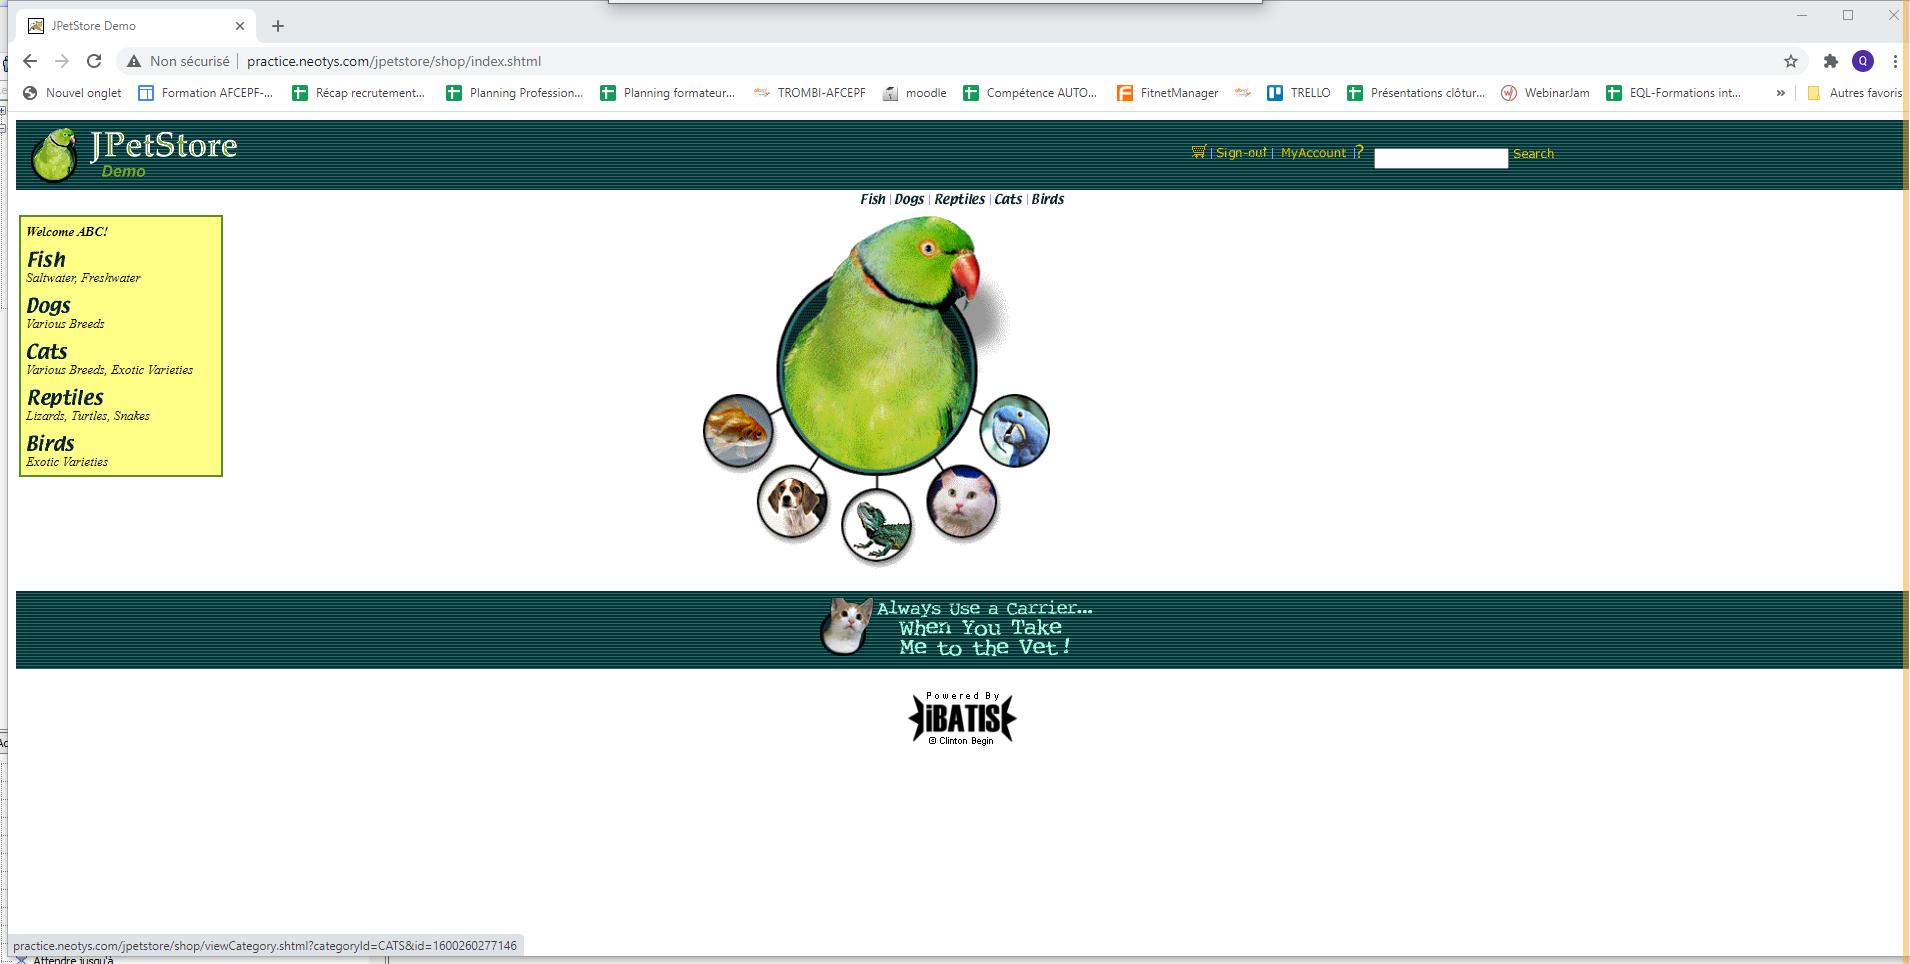 JPetStore Demo
Non sécurisé practice.neotys.com/jpetstore/shop/index.shtml
Q
Nouvel onglet Formation AFCEPF-... Récap recrutement... Planning Profession... Planning formateur... TROMBI-AFCEPF moodle Compétence AUTO... FitnetManager TRELLO Présentations clôtur... WebinarJam EQL-Formations int... » Autres favoris
JPetStore
Demo
| Sign-out | MyAccount | ? Search
Fish | Dogs | Reptiles | Cats | Birds
Welcome ABC!
Fish
Saltwater, Freshwater
Dogs
Various Breeds
Cats
Various Breeds, Exotic Varieties
Reptiles
Lizards, Turtles, Snakes
Birds
Exotic Varieties
Always Use a Carrier...
When You Take
Me to the Vet!
Powered By
iBATIS
© Clinton Begin
practice.neotys.com/jpetstore/shop/viewCategory.shtml?categoryId=CATS&id=1600260277146
Attendre jusqu'à